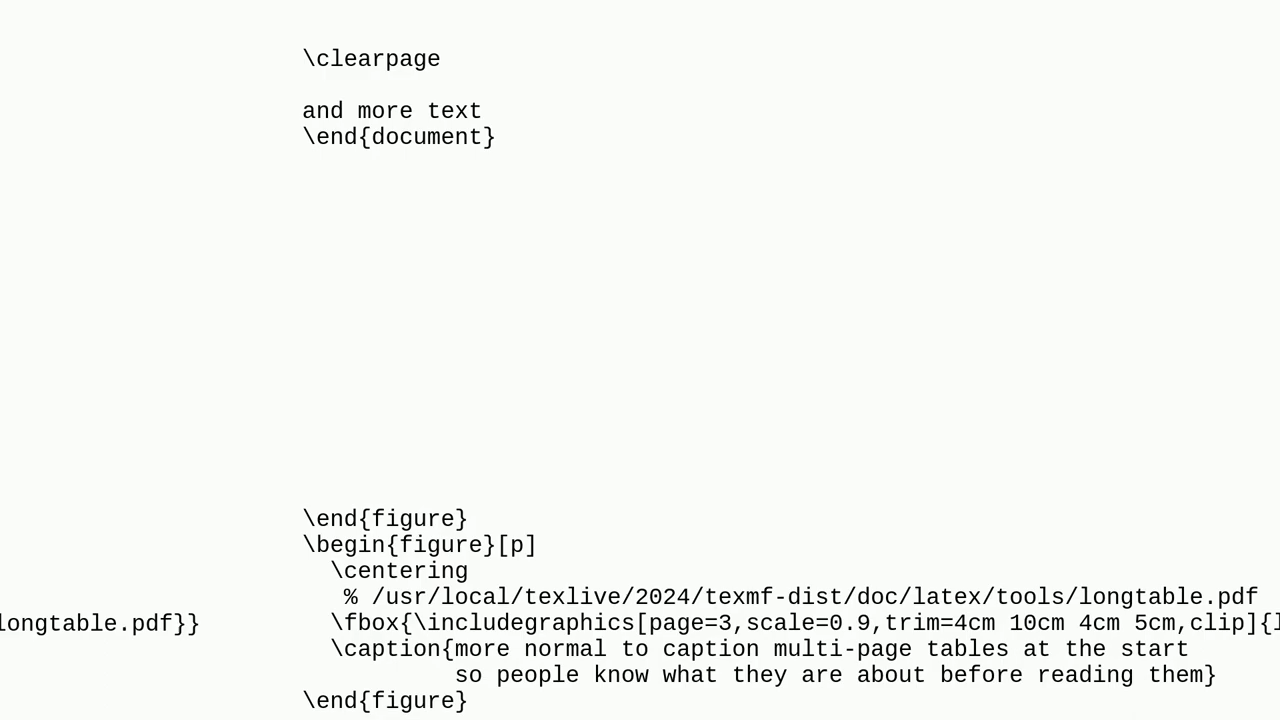 \clearpage
and more text
\end{document}
\end{figure}
\begin{figure}[p]
\centering
% /usr/local/texlive/2024/texmf-dist/doc/latex/tools/longtable.pdf
longtable.pdf}}
\fbox{\includegraphics[page=3,scale=0.9,trim=4cm 10cm 4cm 5cm,clip]{l
\caption{more normal to caption multi-page tables at the start
so people know what they are about before reading them}
\end{figure}